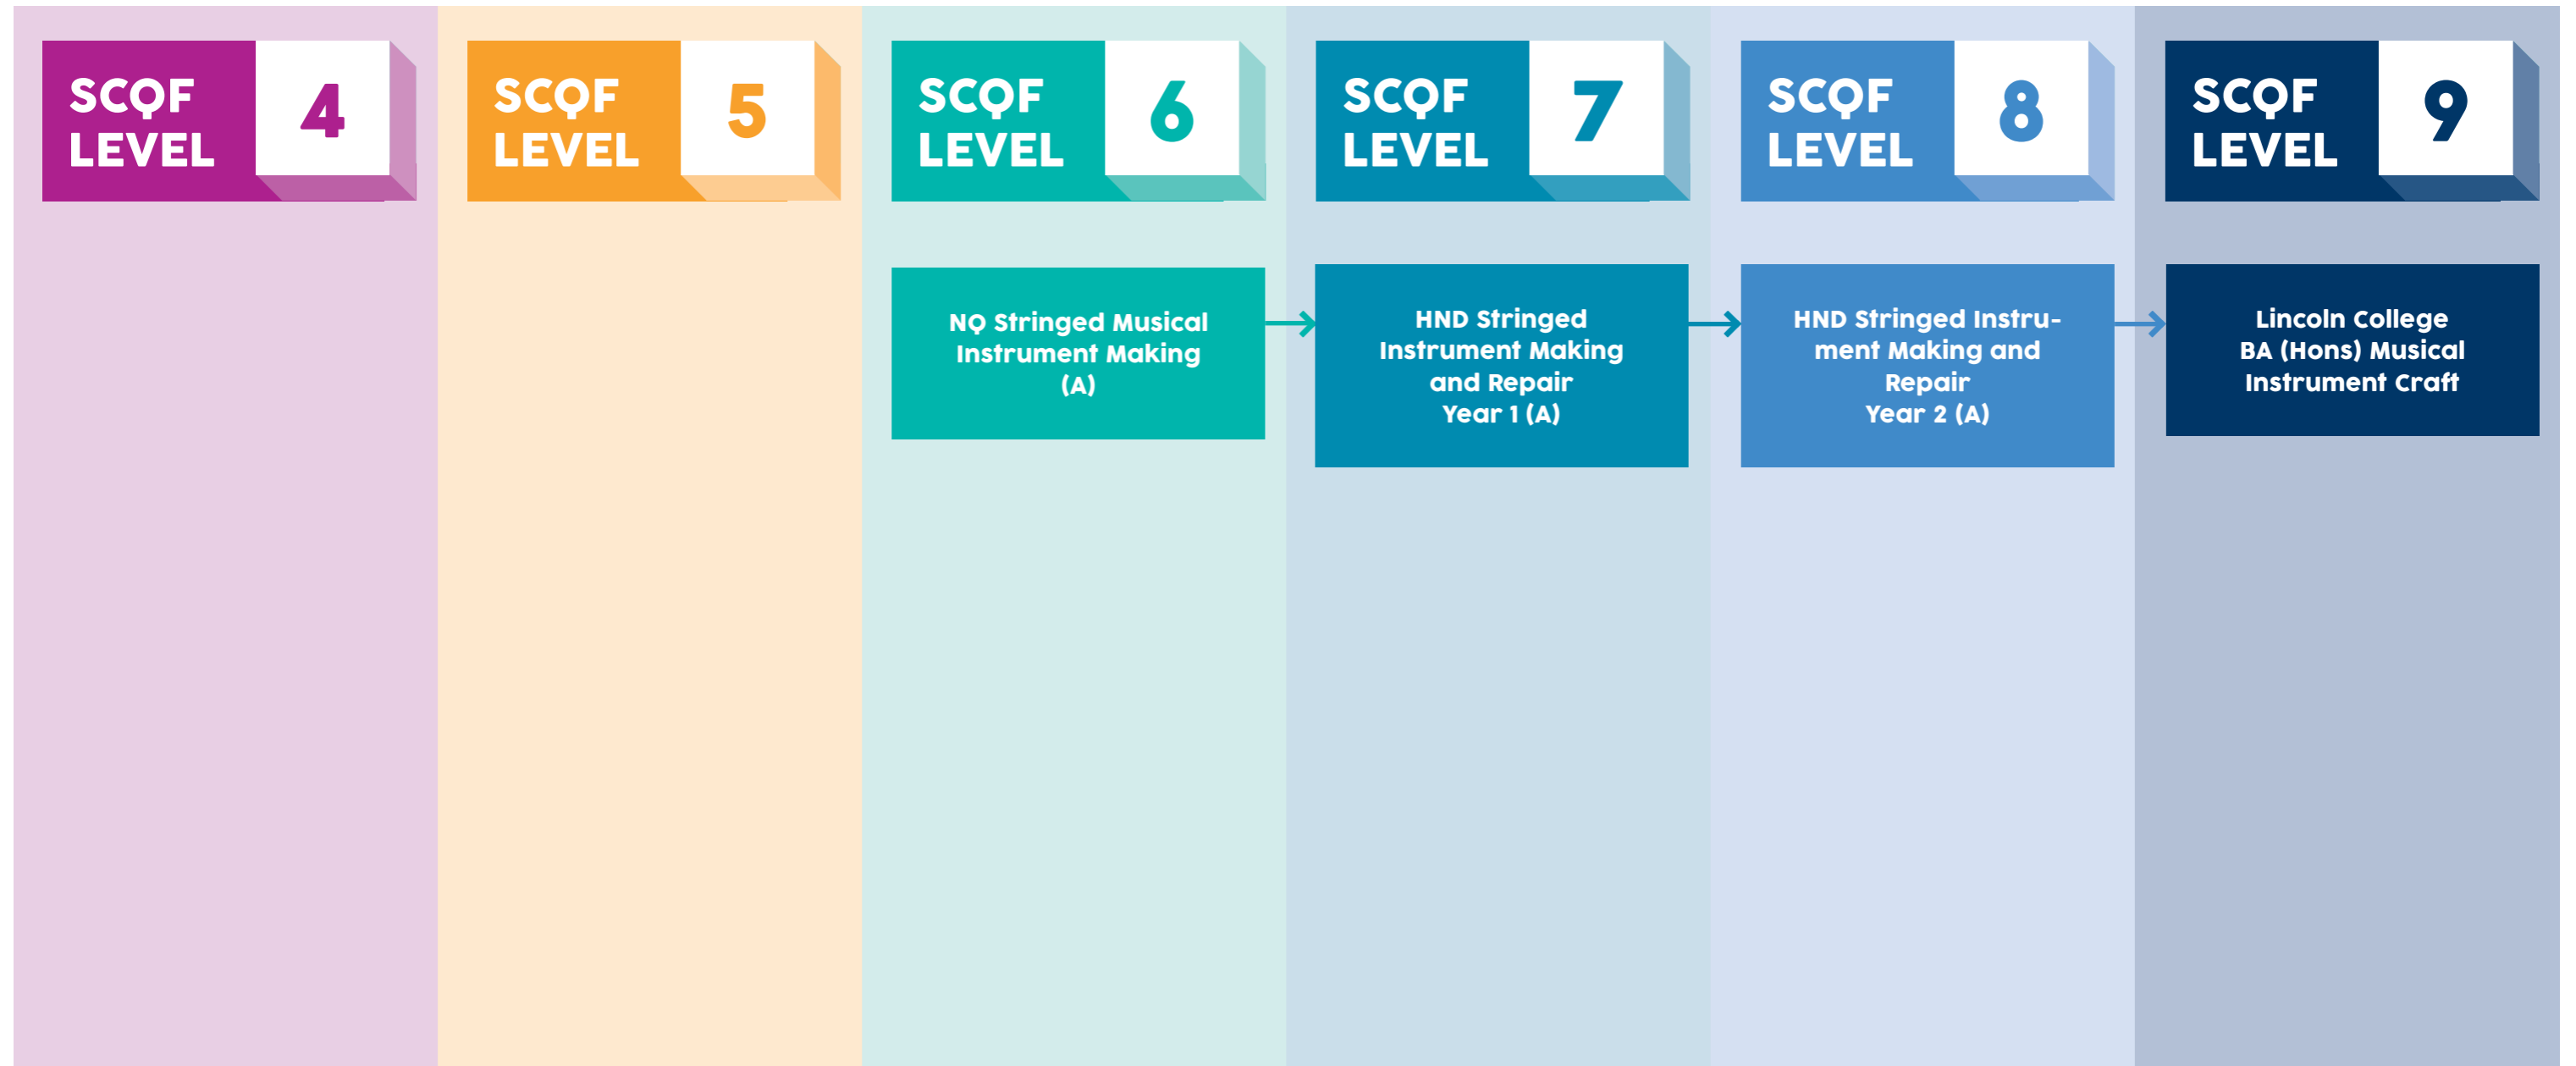 SCQF
LEVEL
4
SCQF
LEVEL
5
SCQF
LEVEL
6
SCQF
LEVEL
7
SCQF
LEVEL
8
SCQF
LEVEL
9
NQ Stringed Musical
Instrument Making
(A)
HND Stringed
Instrument Making
and Repair
Year 1 (A)
HND Stringed Instru-
ment Making and
Repair
Year 2 (A)
Lincoln College
BA (Hons) Musical
Instrument Craft